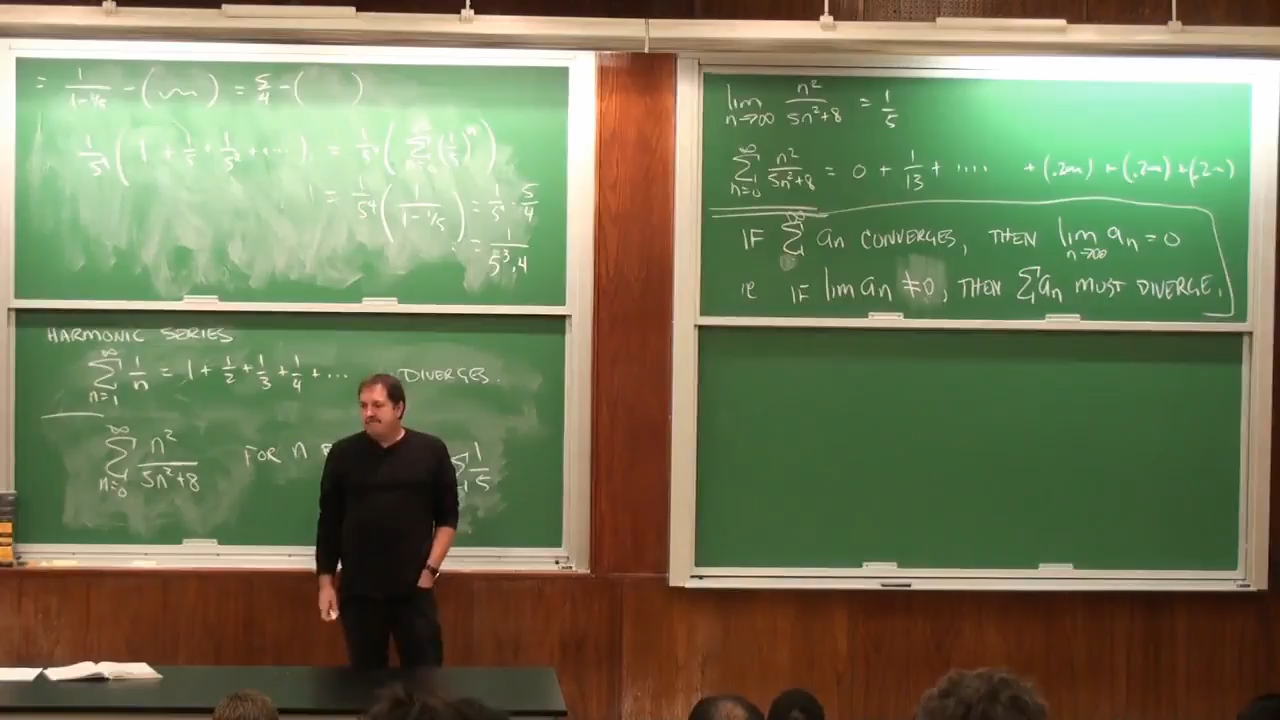 = 1/(1-1/5) - ( ) = 5/4 - ( )
1/5⁴ ( 1 + 1/5 + 1/5² + .... ) = 1/5⁴ ( ∑_{n=0}^∞ (1/5)ⁿ )
= 1/5⁴ ( 1/(1-1/5) ) = 1/5⁴ · 5/4
= 1/(5³·4)
HARMONIC SERIES
∑_{n=1}^∞ 1/n = 1 + 1/2 + 1/3 + 1/4 + ... DIVERGES.
∑_{n=0}^∞ n²/(5n²+8) FOR n 1/5
lim_{n→∞} n²/(5n²+8) = 1/5
∑_{n=0}^∞ n²/(5n²+8) = 0 + 1/13 + .... + (.2~) + (.2~) + (.2~)
IF ∑^∞ aₙ CONVERGES, THEN lim_{n→∞} aₙ = 0
ie IF lim aₙ ≠ 0, THEN ∑ aₙ MUST DIVERGE.